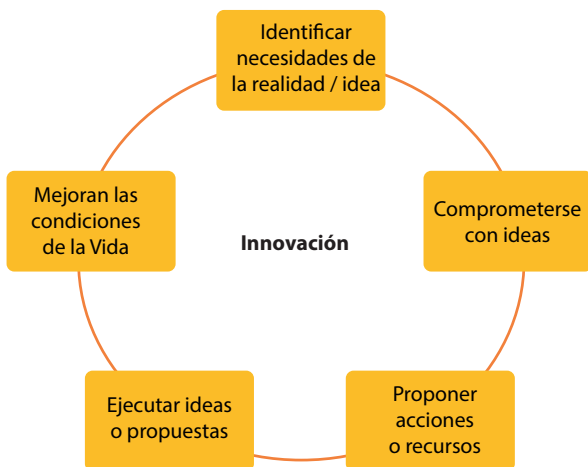 Identificar
necesidades de
la realidad / idea
Comprometerse
con ideas
Proponer
acciones
o recursos
Ejecutar ideas
o propuestas
Mejoran las
condiciones
de la Vida
Innovación